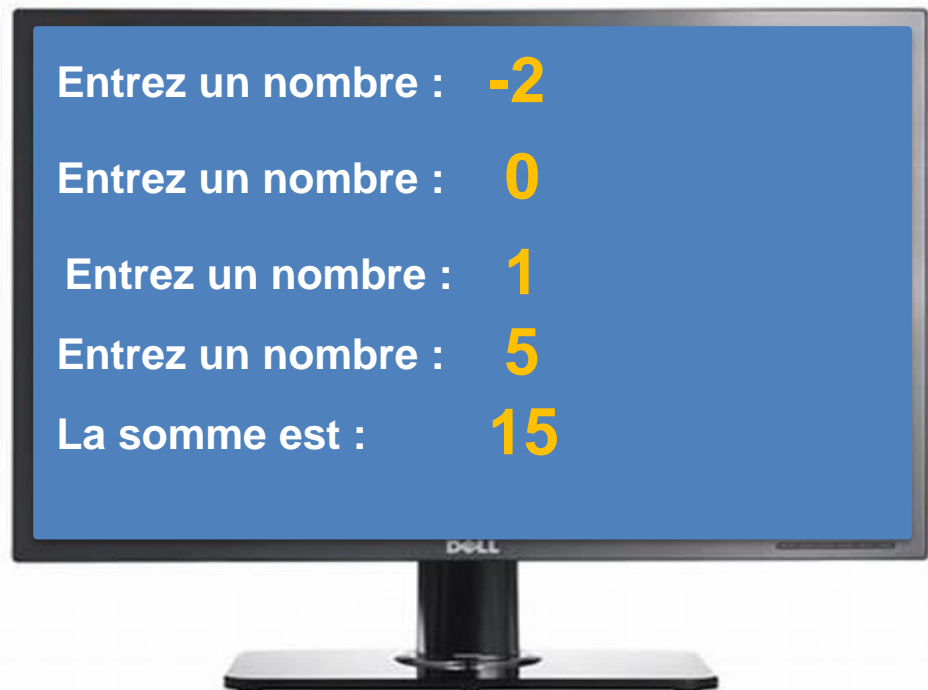 Entrez un nombre : -2
Entrez un nombre : 0
Entrez un nombre : 1
Entrez un nombre : 5
La somme est : 15
DELL